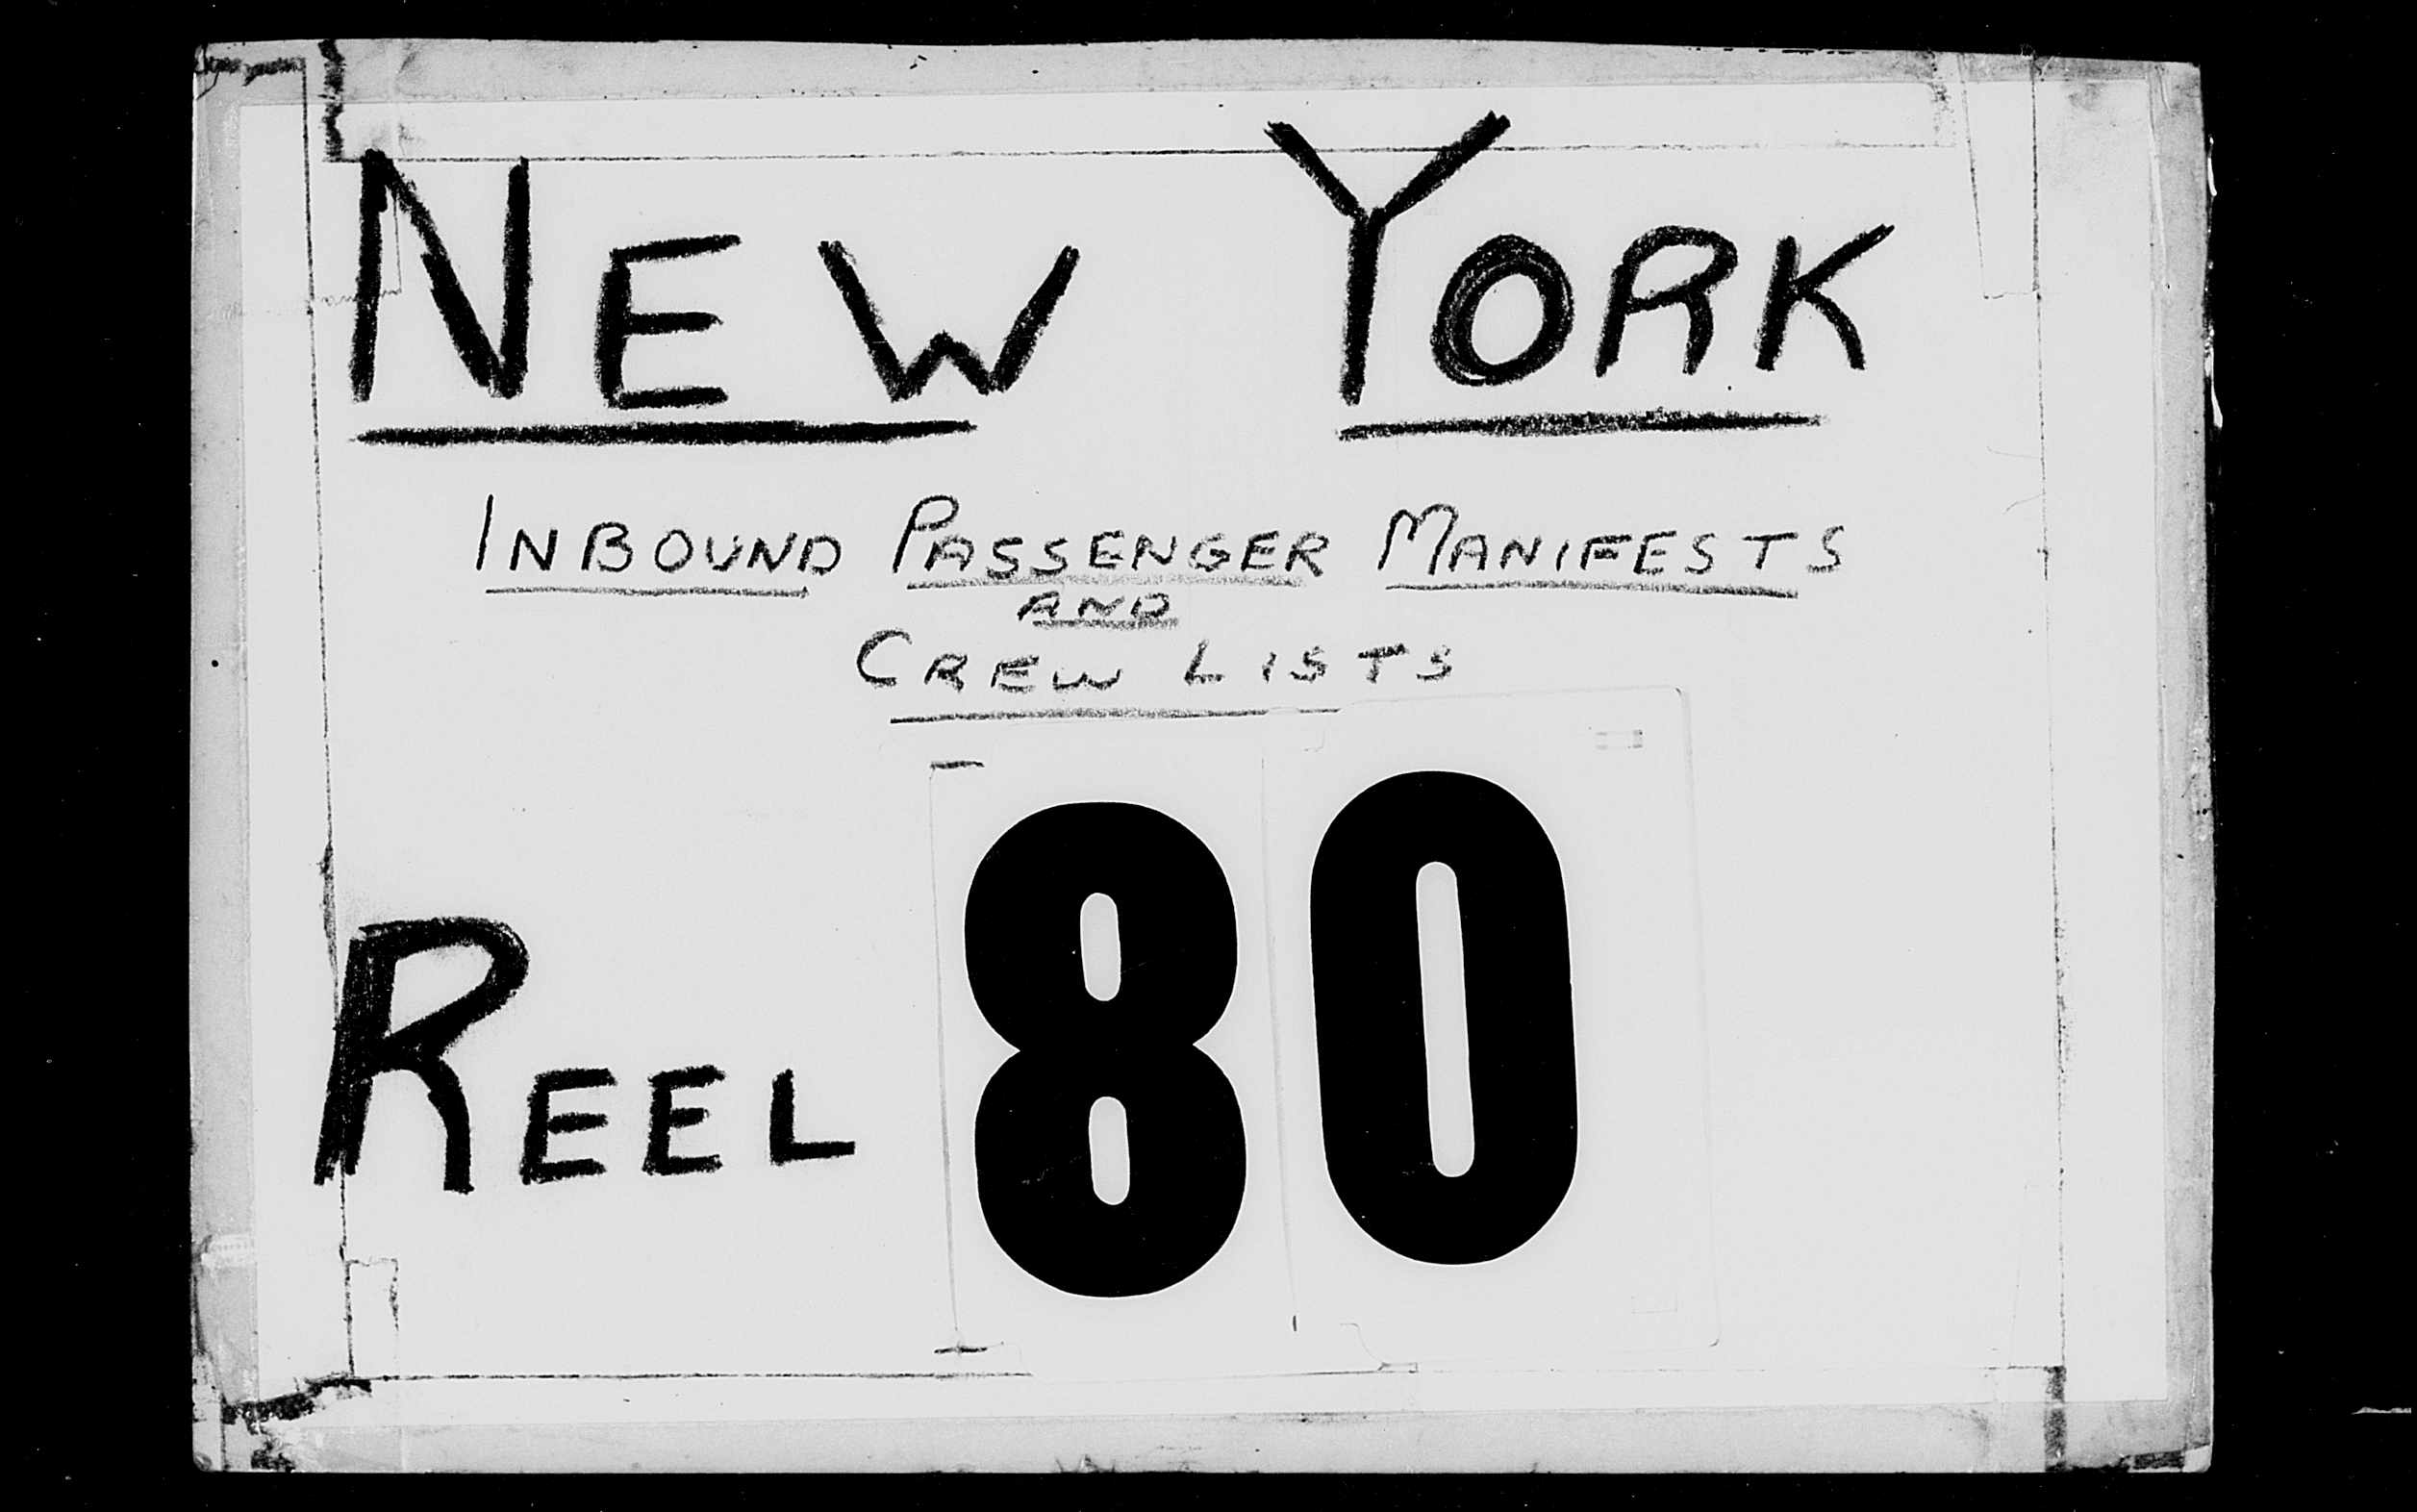 NEW YORK
INBOUND PASSENGER MANIFESTS
AND
CREW LISTS
REEL 80